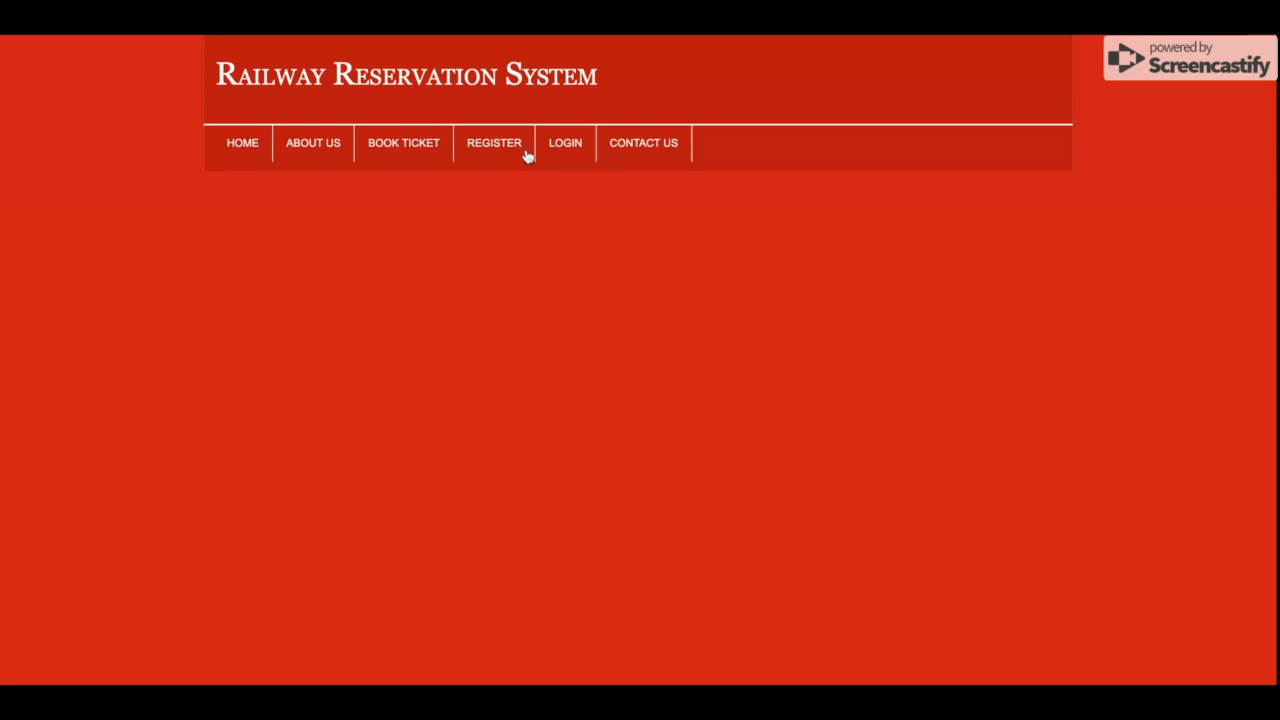 powered by
Screencastify
Railway Reservation System
HOME ABOUT US BOOK TICKET REGISTER LOGIN CONTACT US